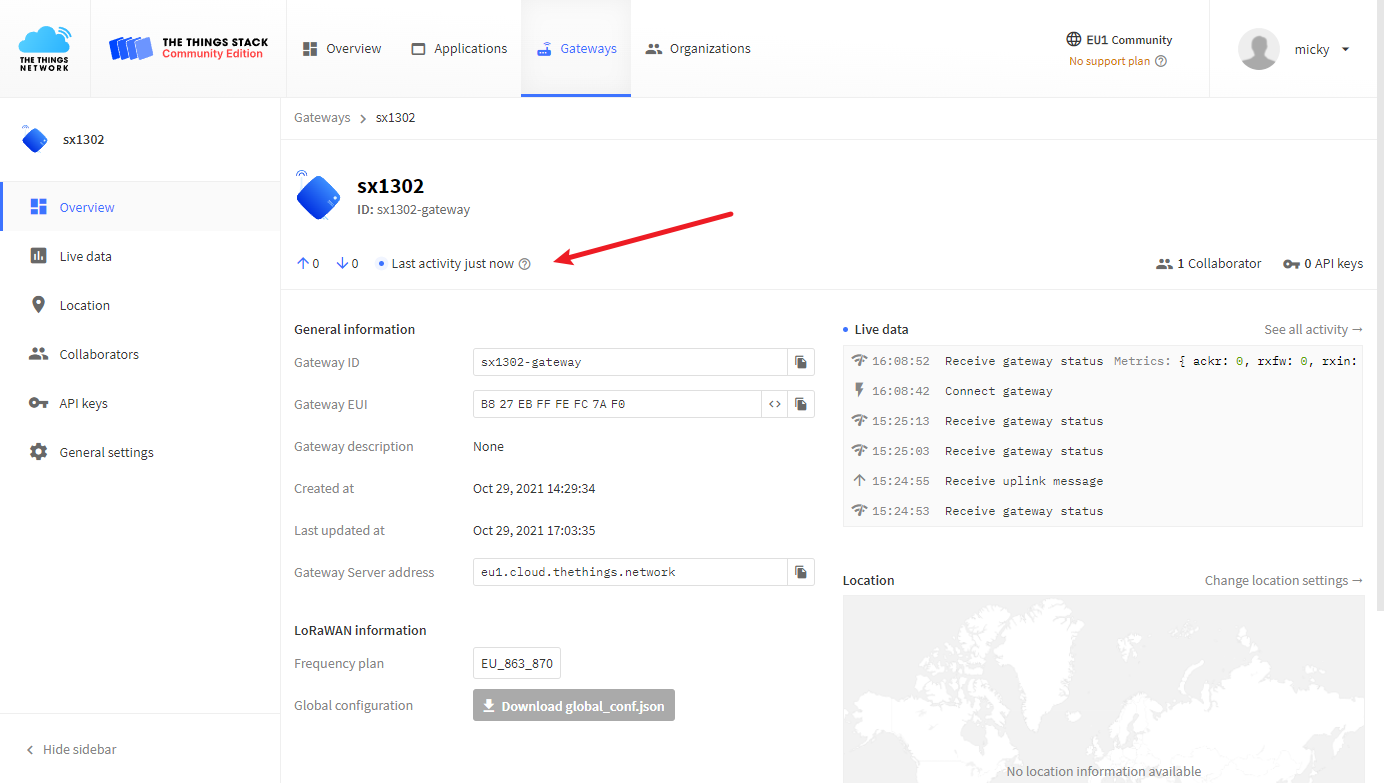 THE THINGS NETWORK
THE THINGS STACK
Community Edition
Overview
Applications
Gateways
Organizations
EU1 Community
No support plan
micky
sx1302
Overview
Live data
Location
Collaborators
API keys
General settings
Hide sidebar
Gateways > sx1302
sx1302
ID: sx1302-gateway
0 0 Last activity just now
1 Collaborator 0 API keys
General information
Gateway ID sx1302-gateway
Gateway EUI B8 27 EB FF FE FC 7A F0 <>
Gateway description None
Created at Oct 29, 2021 14:29:34
Last updated at Oct 29, 2021 17:03:35
Gateway Server address eu1.cloud.thethings.network
LoRaWAN information
Frequency plan EU_863_870
Global configuration Download global_conf.json
Live data See all activity →
16:08:52 Receive gateway status Metrics: { ackr: 0, rxfw: 0, rxin:
16:08:42 Connect gateway
15:25:13 Receive gateway status
15:25:03 Receive gateway status
15:24:55 Receive uplink message
15:24:53 Receive gateway status
Location Change location settings →
No location information available